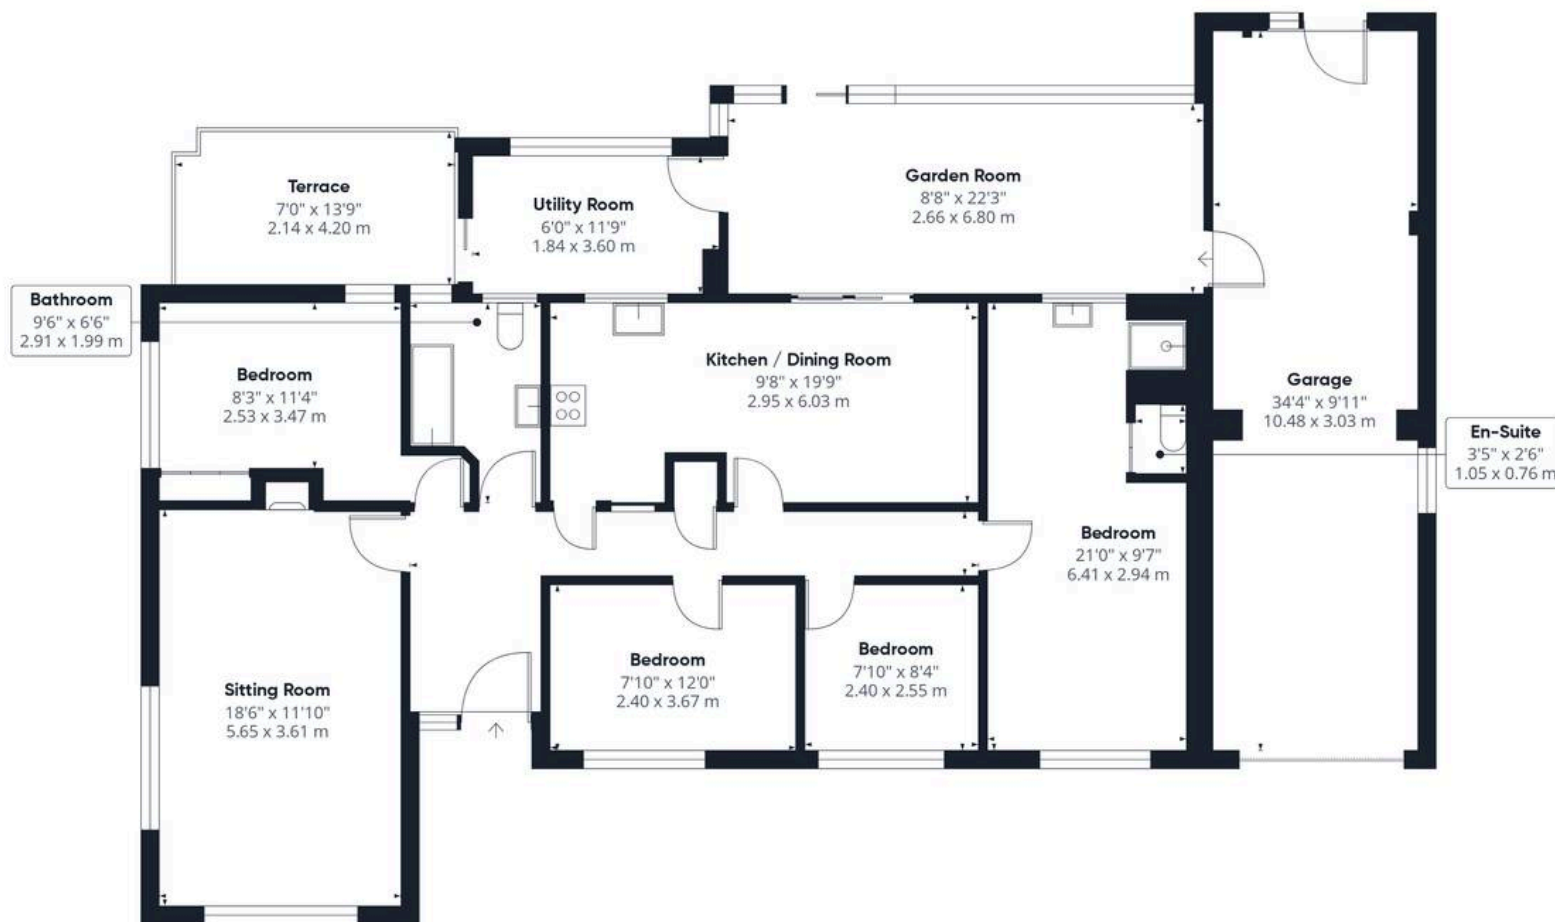 Terrace
7'0" x 13'9"
2.14 x 4.20 m
Utility Room
6'0" x 11'9"
1.84 x 3.60 m
Garden Room
8'8" x 22'3"
2.66 x 6.80 m
Bathroom
9'6" x 6'6"
2.91 x 1.99 m
Bedroom
8'3" x 11'4"
2.53 x 3.47 m
Kitchen / Dining Room
9'8" x 19'9"
2.95 x 6.03 m
Garage
34'4" x 9'11"
10.48 x 3.03 m
En-Suite
3'5" x 2'6"
1.05 x 0.76 m
Bedroom
21'0" x 9'7"
6.41 x 2.94 m
Sitting Room
18'6" x 11'10"
5.65 x 3.61 m
Bedroom
7'10" x 12'0"
2.40 x 3.67 m
Bedroom
7'10" x 8'4"
2.40 x 2.55 m